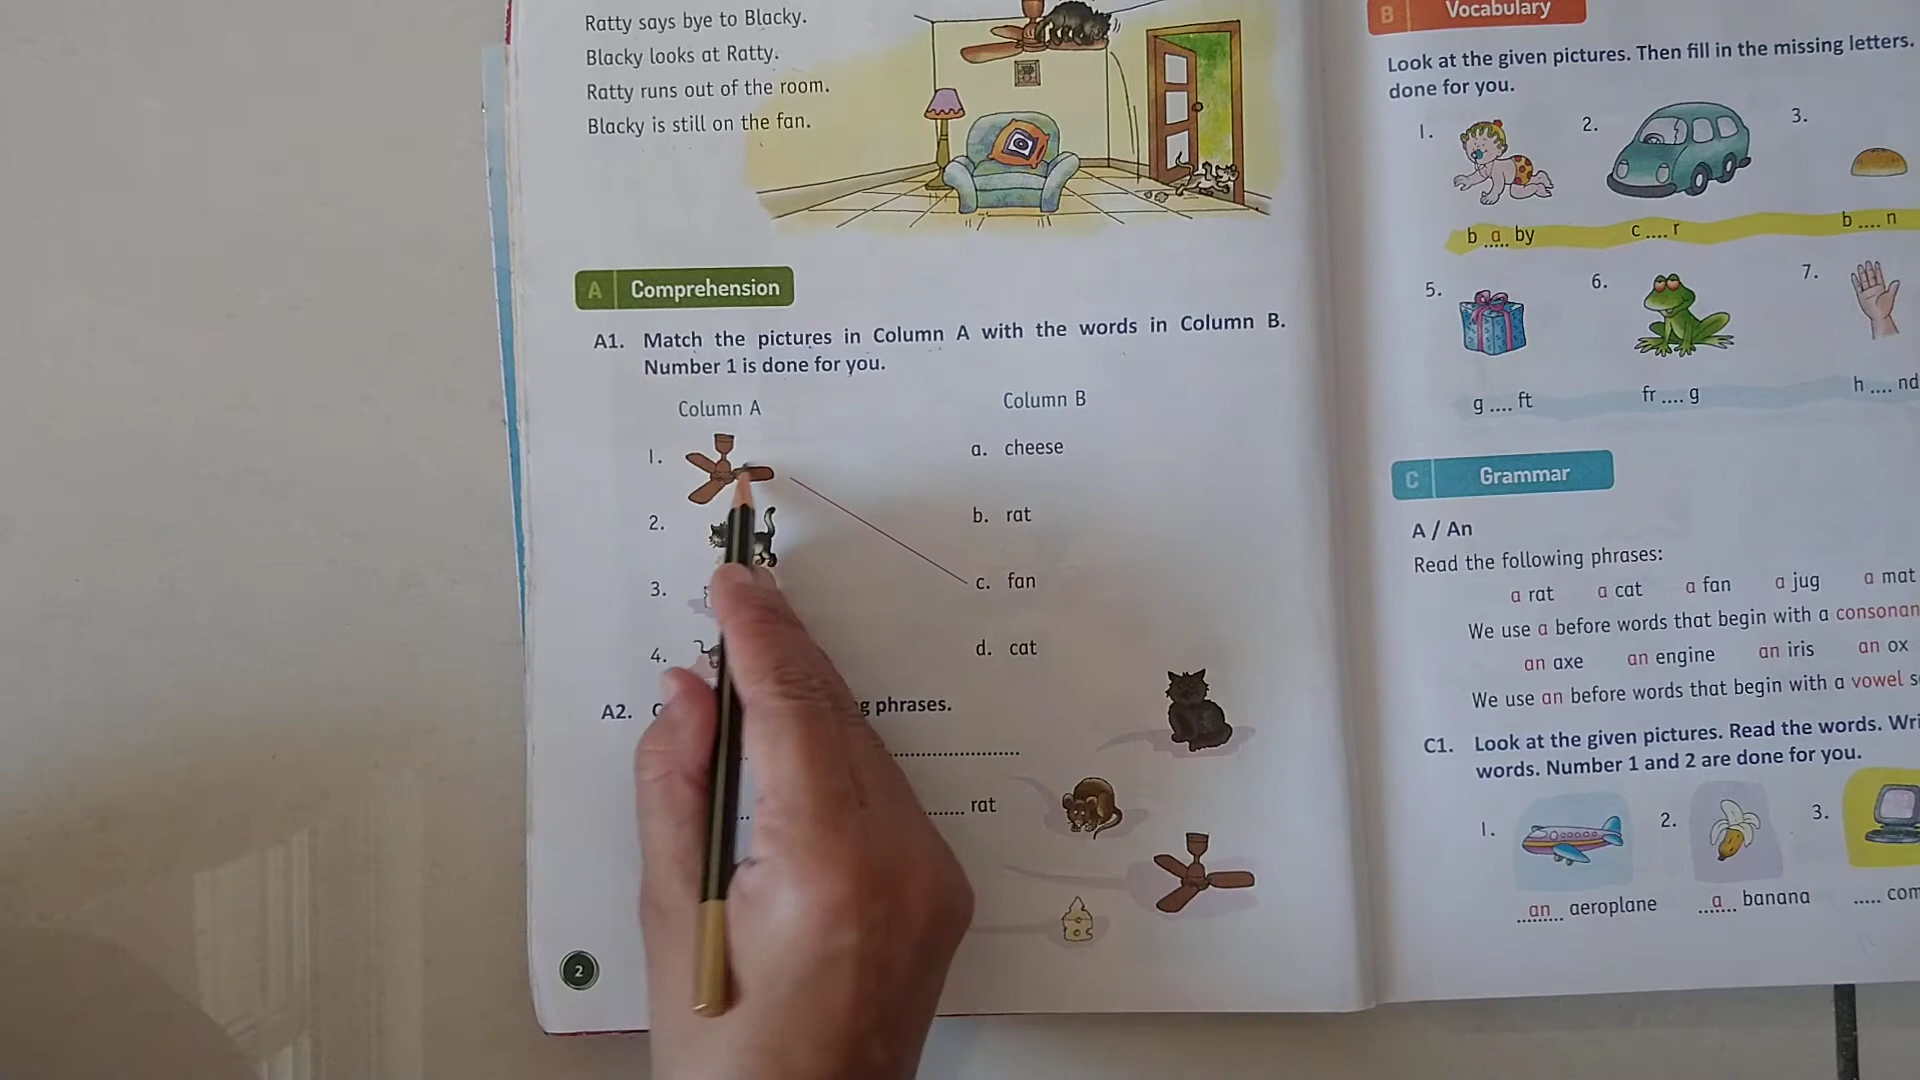 Ratty says bye to Blacky.
Blacky looks at Ratty.
Ratty runs out of the room.
Blacky is still on the fan.
A Comprehension
A1. Match the pictures in Column A with the words in Column B.
Number 1 is done for you.
Column A Column B
1. a. cheese
2. b. rat
3. c. fan
4. d. cat
A2. phrases.
....................
....... rat
2
B Vocabulary
Look at the given pictures. Then fill in the missing letters.
done for you.
1. 2. 3.
b a by c .... r b .... n
5. 6. 7.
g .... ft fr .... g h .... nd
C Grammar
A / An
Read the following phrases:
a rat a cat a fan a jug a mat
We use a before words that begin with a
an axe an engine an iris an ox
We use an before words that begin with a vowel
C1. Look at the given pictures. Read the words.
words. Number 1 and 2 are done for you.
1. 2. 3.
an aeroplane a banana .....